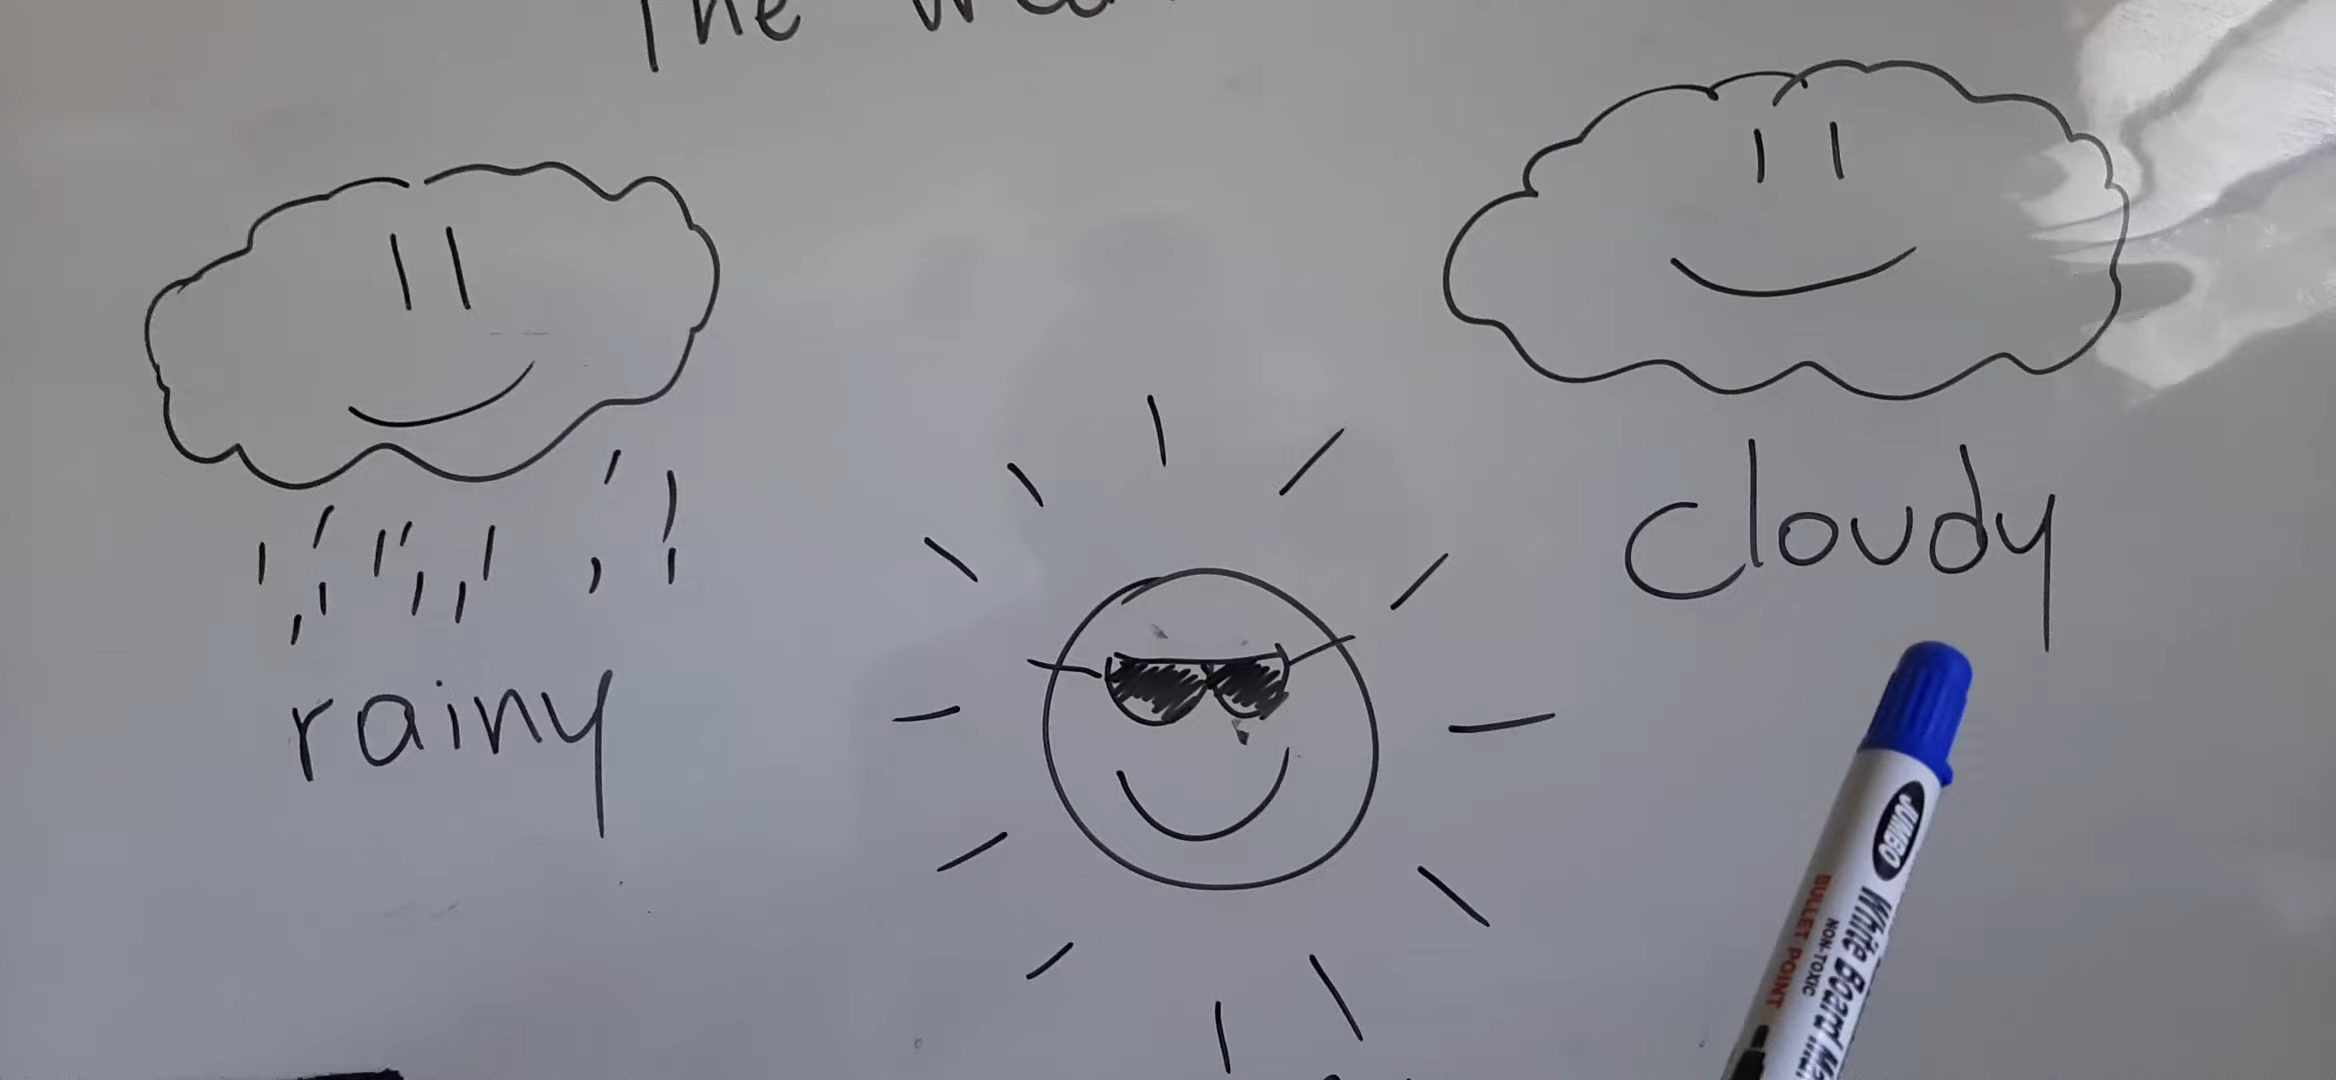 The
rainy
cloudy
JUMBO
White Board
NON-TOXIC
BULLET POINT